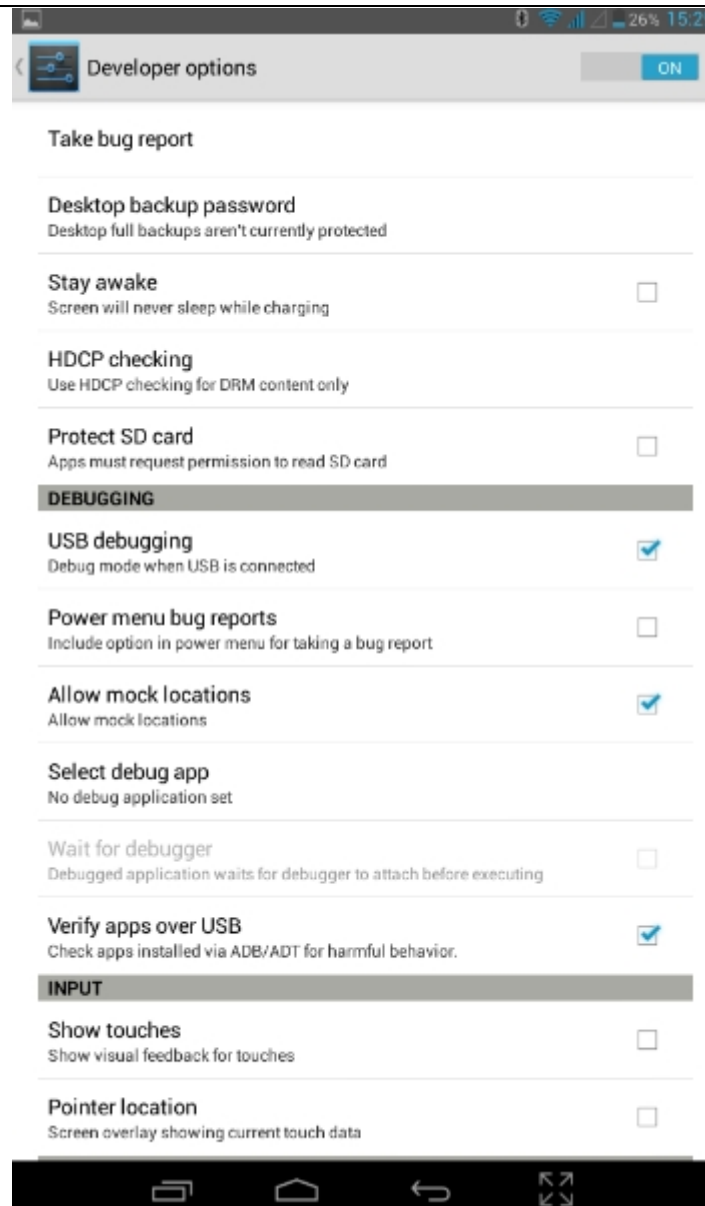 26% 15:2
Developer options
ON
Take bug report
Desktop backup password
Desktop full backups aren't currently protected
Stay awake
Screen will never sleep while charging
HDCP checking
Use HDCP checking for DRM content only
Protect SD card
Apps must request permission to read SD card
DEBUGGING
USB debugging
Debug mode when USB is connected
Power menu bug reports
Include option in power menu for taking a bug report
Allow mock locations
Allow mock locations
Select debug app
No debug application set
Wait for debugger
Debugged application waits for debugger to attach before executing
Verify apps over USB
Check apps installed via ADB/ADT for harmful behavior.
INPUT
Show touches
Show visual feedback for touches
Pointer location
Screen overlay showing current touch data